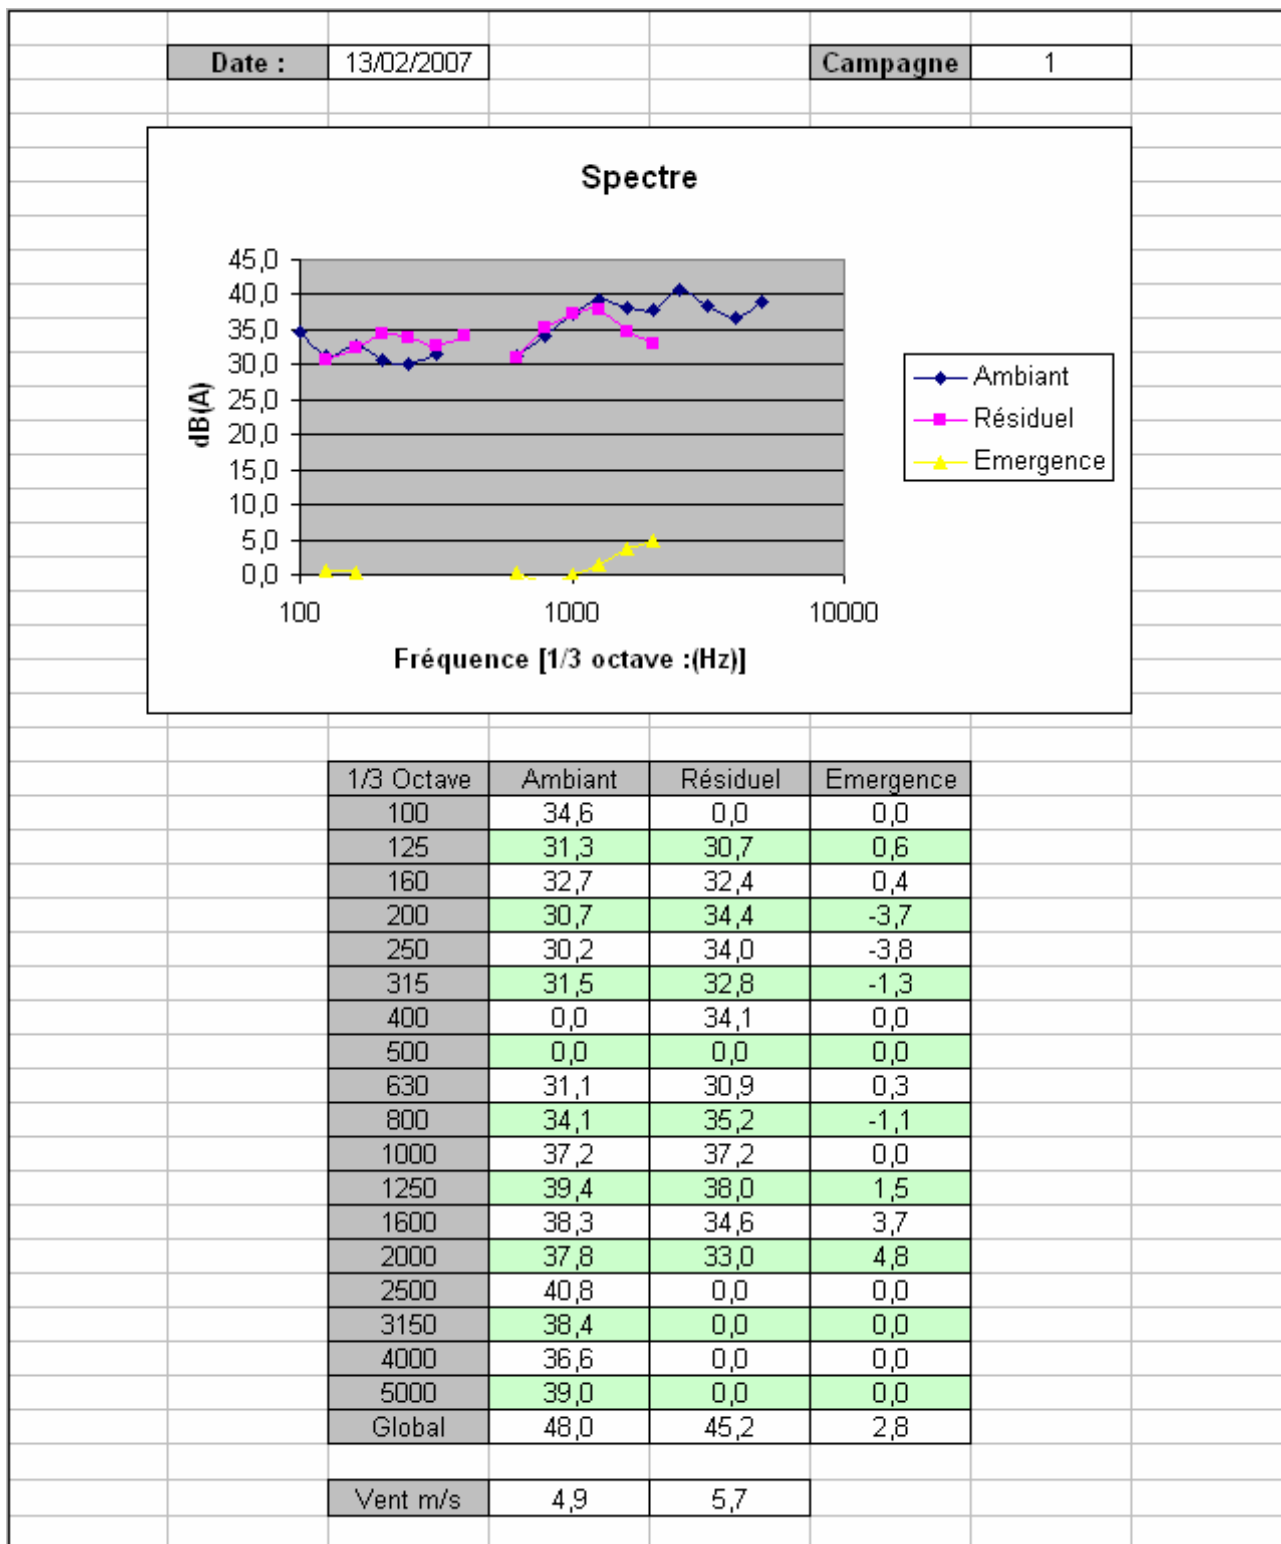 Date : 13/02/2007 Campagne 1
Spectre
45,0
40,0
35,0
30,0
25,0
20,0
15,0
10,0
5,0
0,0
dB(A)
100 1000 10000
Fréquence [1/3 octave :(Hz)]
Ambiant
Résiduel
Emergence
1/3 Octave Ambiant Résiduel Emergence
100 34,6 0,0 0,0
125 31,3 30,7 0,6
160 32,7 32,4 0,4
200 30,7 34,4 -3,7
250 30,2 34,0 -3,8
315 31,5 32,8 -1,3
400 0,0 34,1 0,0
500 0,0 0,0 0,0
630 31,1 30,9 0,3
800 34,1 35,2 -1,1
1000 37,2 37,2 0,0
1250 39,4 38,0 1,5
1600 38,3 34,6 3,7
2000 37,8 33,0 4,8
2500 40,8 0,0 0,0
3150 38,4 0,0 0,0
4000 36,6 0,0 0,0
5000 39,0 0,0 0,0
Global 48,0 45,2 2,8
Vent m/s 4,9 5,7